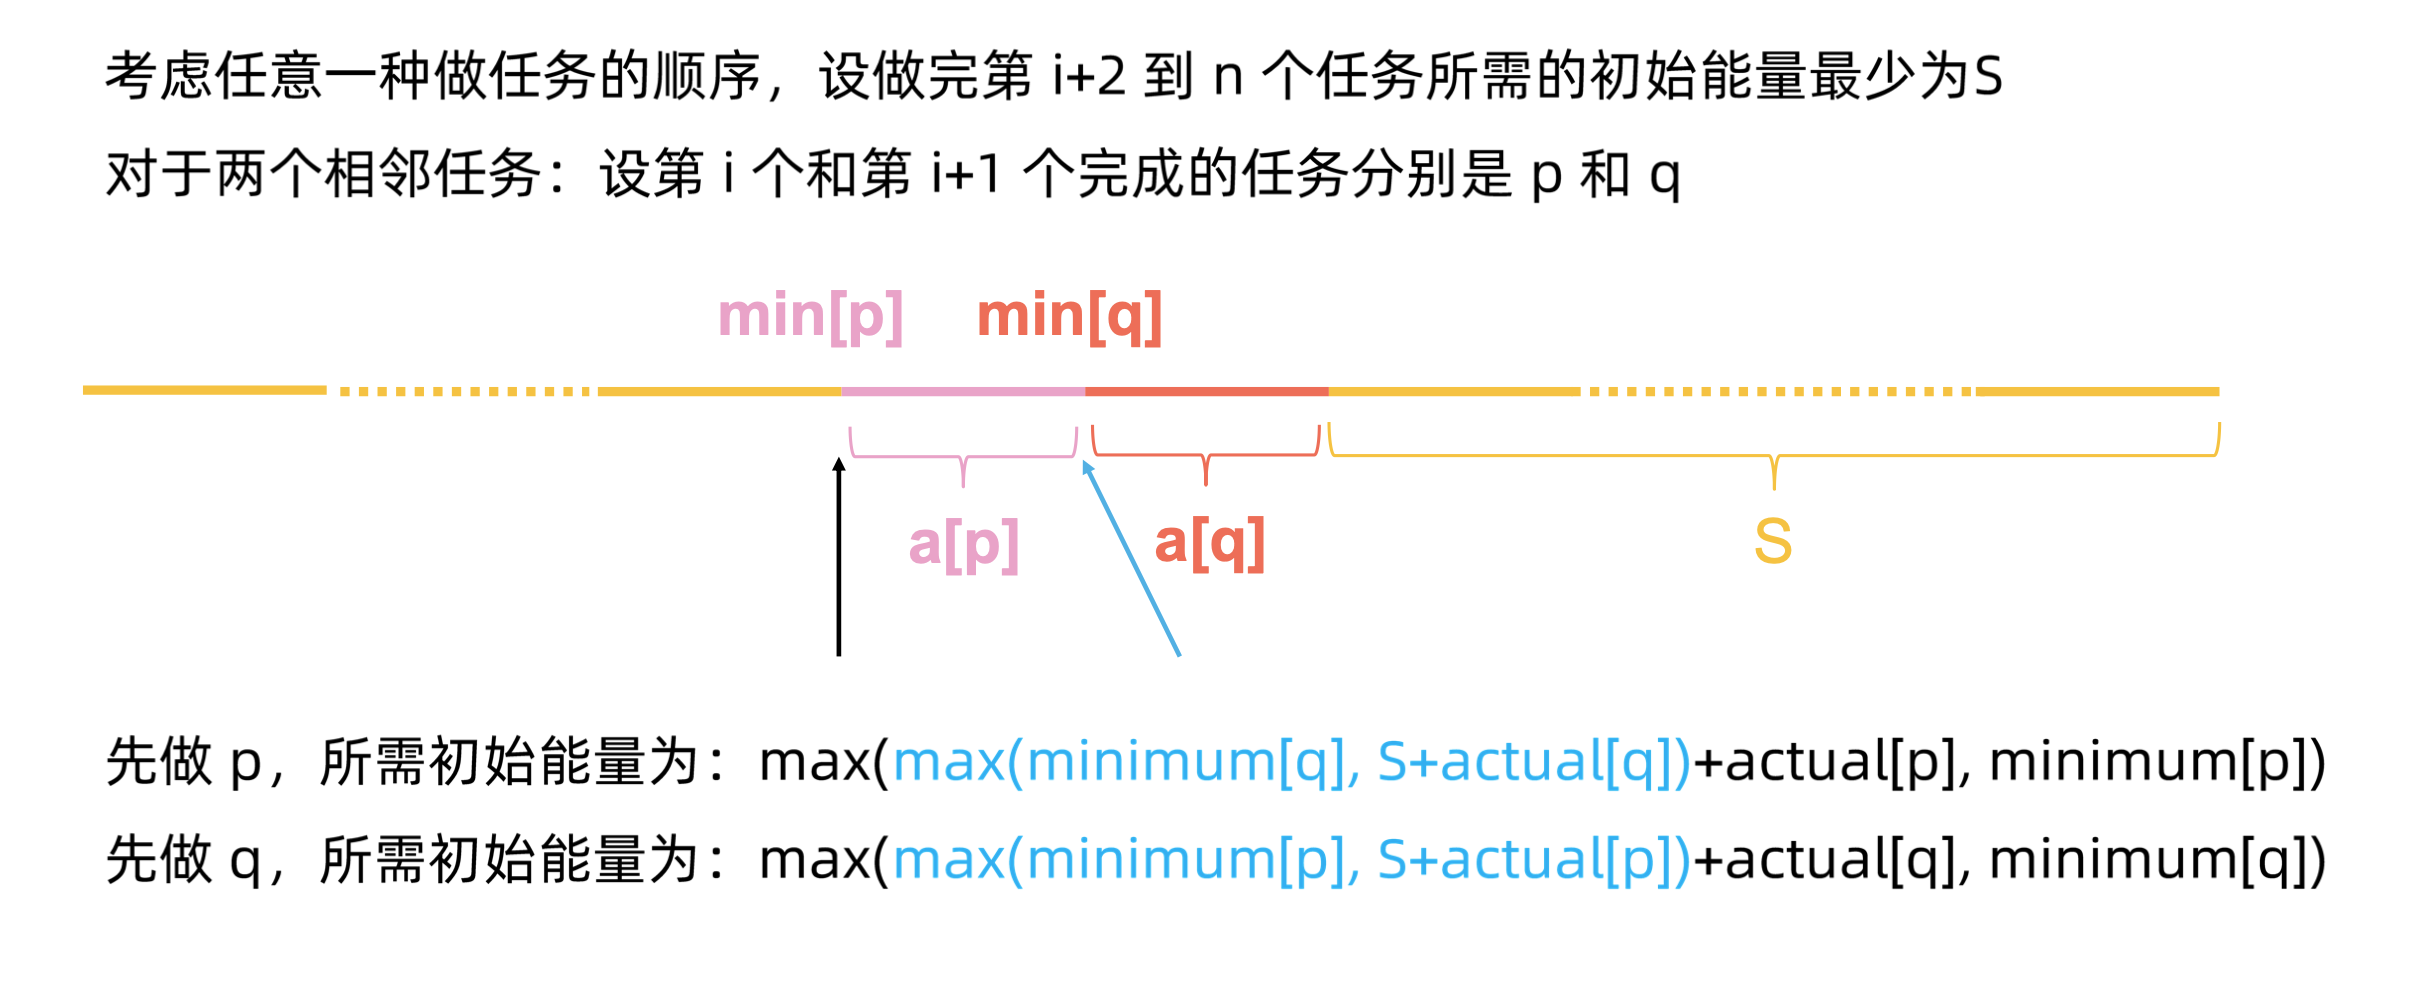 考虑任意一种做任务的顺序，设做完第 i+2 到 n 个任务所需的初始能量最少为S
对于两个相邻任务：设第 i 个和第 i+1 个完成的任务分别是 p 和 q
min[p] min[q]
a[p] a[q] S
先做 p，所需初始能量为：max(max(minimum[q], S+actual[q])+actual[p], minimum[p])
先做 q，所需初始能量为：max(max(minimum[p], S+actual[p])+actual[q], minimum[q])